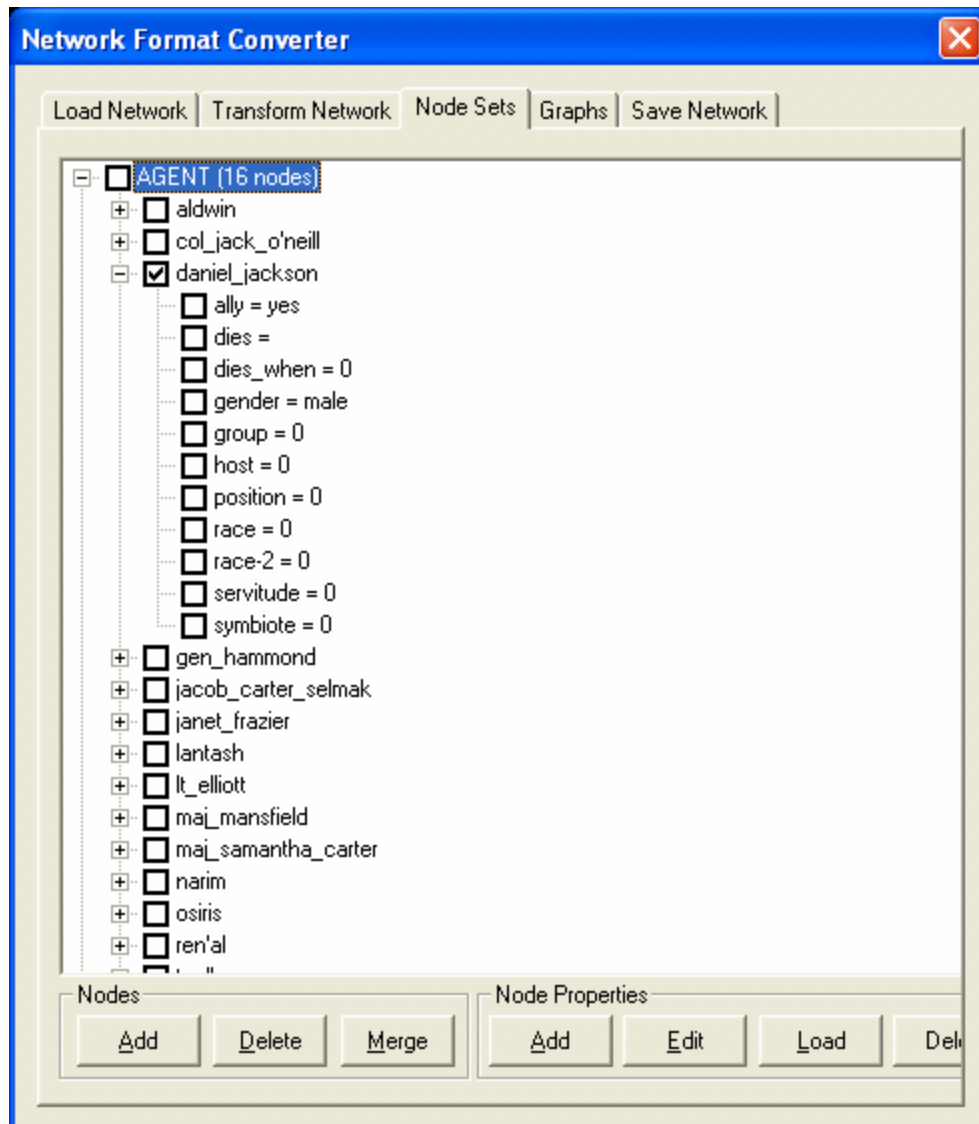 Network Format Converter
Load Network Transform Network Node Sets Graphs Save Network
AGENT (16 nodes)
aldwin
col_jack_o'neill
daniel_jackson
ally = yes
dies =
dies_when = 0
gender = male
group = 0
host = 0
position = 0
race = 0
race-2 = 0
servitude = 0
symbiote = 0
gen_hammond
jacob_carter_selmak
janet_frazier
lantash
lt_elliott
maj_mansfield
maj_samantha_carter
narim
osiris
ren'al
Nodes Node Properties
Add Delete Merge Add Edit Load